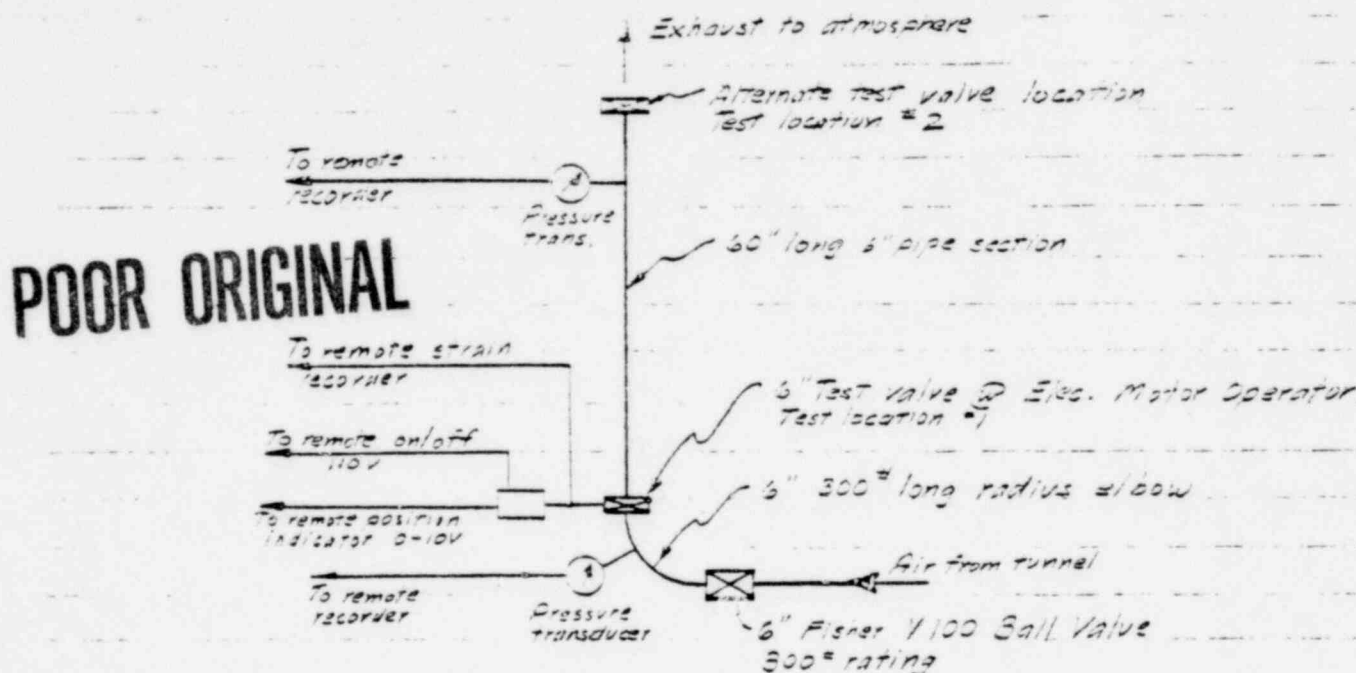 Exhaust to atmosphere
Alternate test valve location
Test location #2
To remote
recorder
Pressure
trans.
60" long 6" pipe section
POOR ORIGINAL
To remote strain
recorder
6" Test valve @ Elec. Motor Operator
Test location #1
To remote on/off
110V
6" 300# long radius elbow
To remote position
indicator 0-10V
Air from tunnel
To remote
recorder
Pressure
transducer
6" Fisher V100 Ball Valve
300# rating